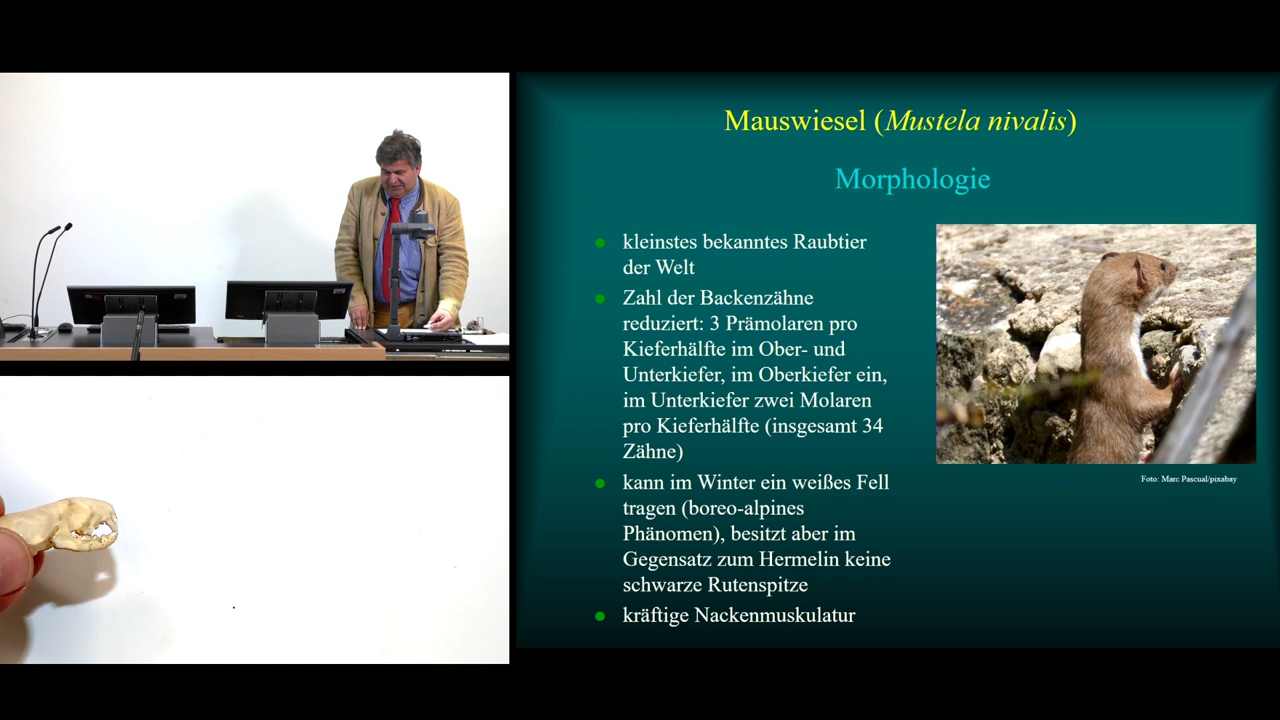 Mauswiesel (Mustela nivalis)
Morphologie
kleinstes bekanntes Raubtier
der Welt
Zahl der Backenzähne
reduziert: 3 Prämolaren pro
Kieferhälfte im Ober- und
Unterkiefer, im Oberkiefer ein,
im Unterkiefer zwei Molaren
pro Kieferhälfte (insgesamt 34
Zähne)
kann im Winter ein weißes Fell
tragen (boreo-alpines
Phänomen), besitzt aber im
Gegensatz zum Hermelin keine
schwarze Rutenspitze
kräftige Nackenmuskulatur
Foto: Marc Pascual/pixabay